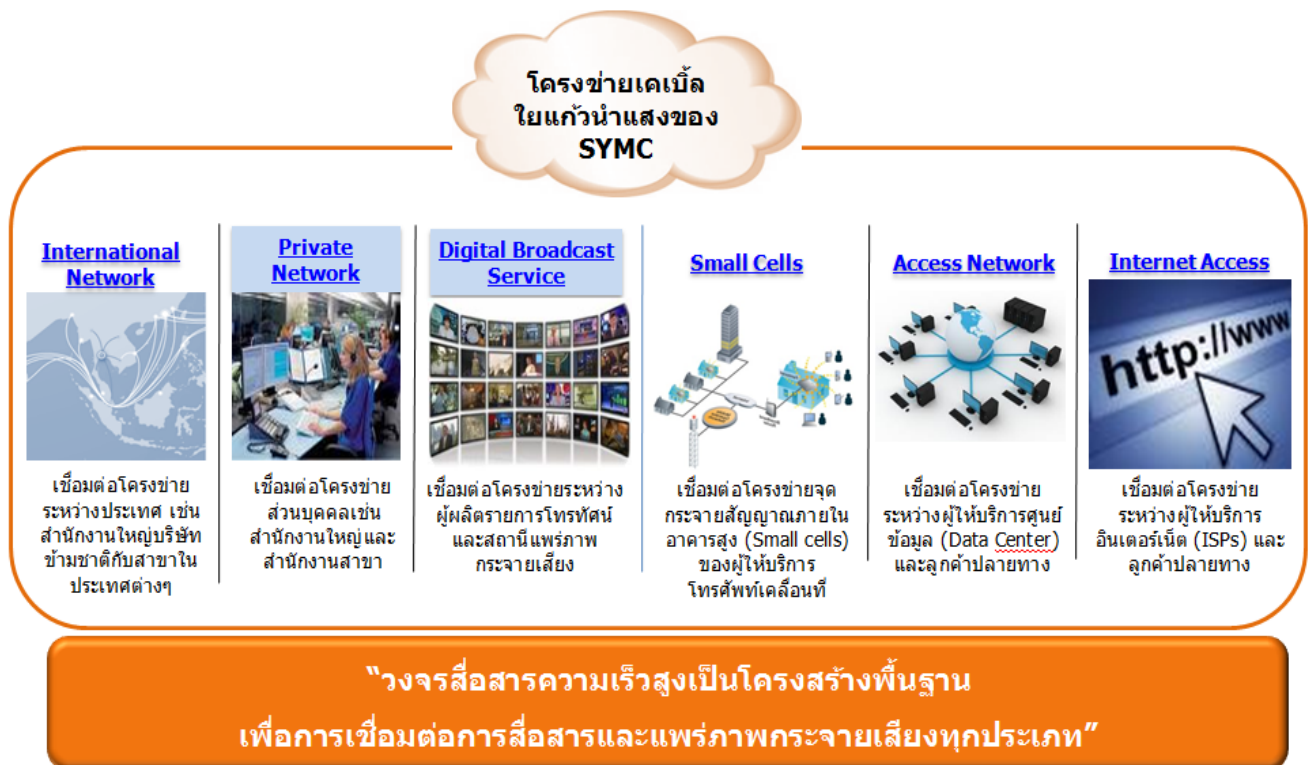 โครงข่ายเคเบิ้ล
ใยแก้วนำแสงของ
SYMC
International
Network
เชื่อมต่อโครงข่าย
ระหว่างประเทศ เช่น
สำนักงานใหญ่บริษัท
ข้ามชาติกับสาขาใน
ประเทศต่างๆ
Private
Network
เชื่อมต่อโครงข่าย
ส่วนบุคคลเช่น
สำนักงานใหญ่และ
สำนักงานสาขา
Digital Broadcast
Service
เชื่อมต่อโครงข่ายระหว่าง
ผู้ผลิตรายการโทรทัศน์
และสถานีแพร่ภาพ
กระจายเสียง
Small Cells
เชื่อมต่อโครงข่ายจุด
กระจายสัญญาณภายใน
อาคารสูง (Small cells)
ของผู้ให้บริการ
โทรศัพท์เคลื่อนที่
Access Network
เชื่อมต่อโครงข่าย
ระหว่างผู้ให้บริการศูนย์
ข้อมูล (Data Center)
และลูกค้าปลายทาง
Internet Access
http://www
เชื่อมต่อโครงข่าย
ระหว่างผู้ให้บริการ
อินเตอร์เน็ต (ISPs) และ
ลูกค้าปลายทาง
“วงจรสื่อสารความเร็วสูงเป็นโครงสร้างพื้นฐาน
เพื่อการเชื่อมต่อการสื่อสารและแพร่ภาพกระจายเสียงทุกประเภท”